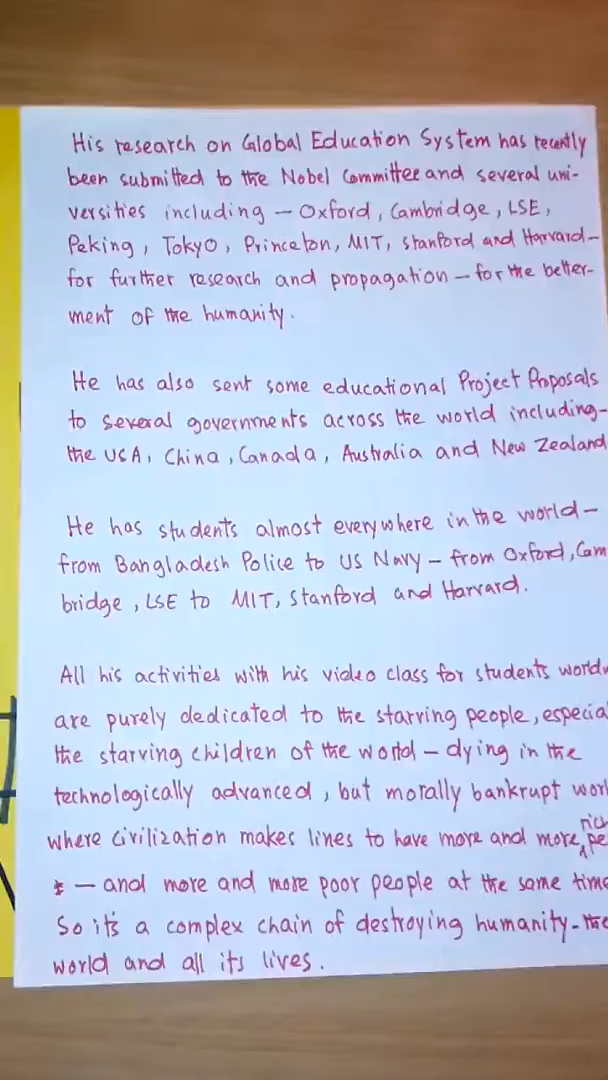 His research on Global Education System has recently
been submitted to the Nobel Committee and several uni-
versities including — Oxford, Cambridge, LSE,
Peking, Tokyo, Princeton, MIT, Stanford and Harvard—
for further research and propagation — for the better-
ment of the humanity.
He has also sent some educational Project Proposals
to several governments across the world including—
the USA, China, Canada, Australia and New Zealand
He has students almost everywhere in the world —
from Bangladesh Police to US Navy — from Oxford, Cam
bridge, LSE to MIT, Stanford and Harvard.
All his activities with his video class for students
are purely dedicated to the starving people,
the starving children of the world — dying in the
technologically advanced, but morally bankrupt
where civilization makes lines to have more and more, rich
— and more and more poor people at the same time
So it's a complex chain of destroying humanity - the
world and all its lives.